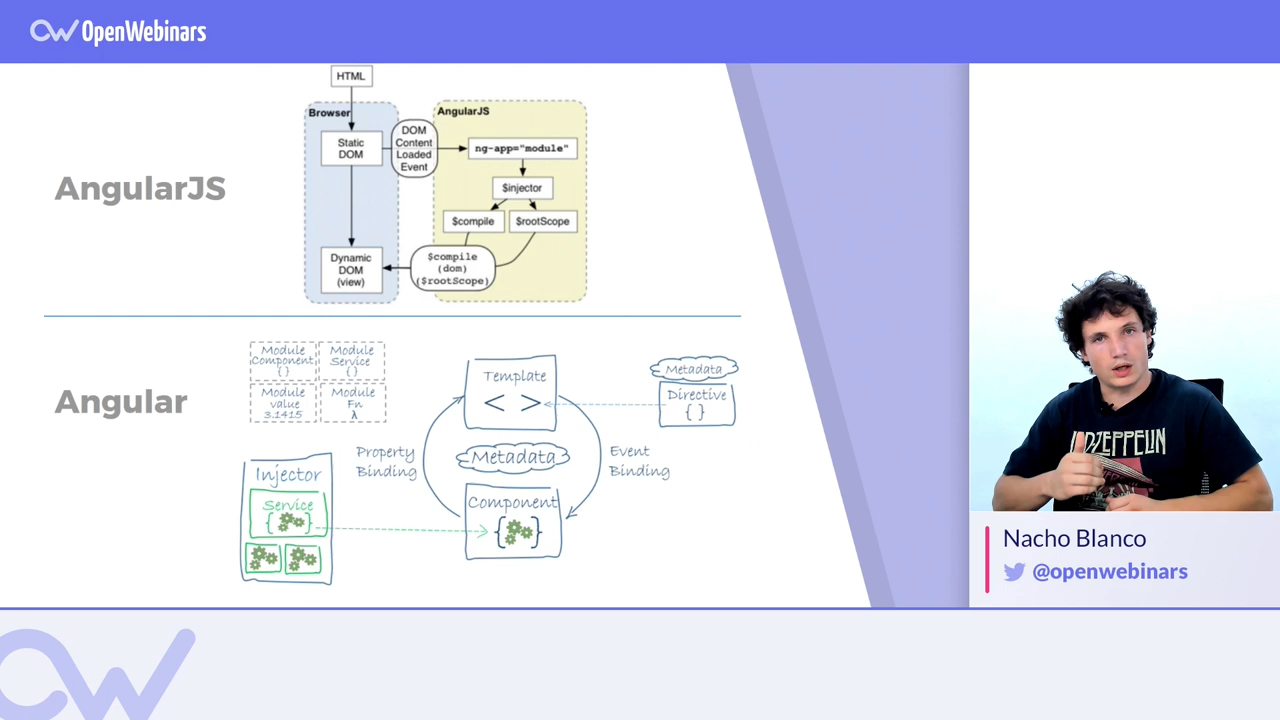 OpenWebinars
HTML
Browser
AngularJS
Static
DOM
DOM
Content
Loaded
Event
ng-app="module"
$injector
$compile
$rootScope
Dynamic
DOM
(view)
$compile
(dom)
($rootScope)
AngularJS
Module
Component
{ }
Module
Service
{ }
Module
value
3.1415
Module
Fn
λ
Angular
Template
< >
Metadata
Directive
{ }
Property
Binding
Metadata
Event
Binding
Injector
Service
{ }
Component
{ }
LED ZEPPELIN
Nacho Blanco
@openwebinars